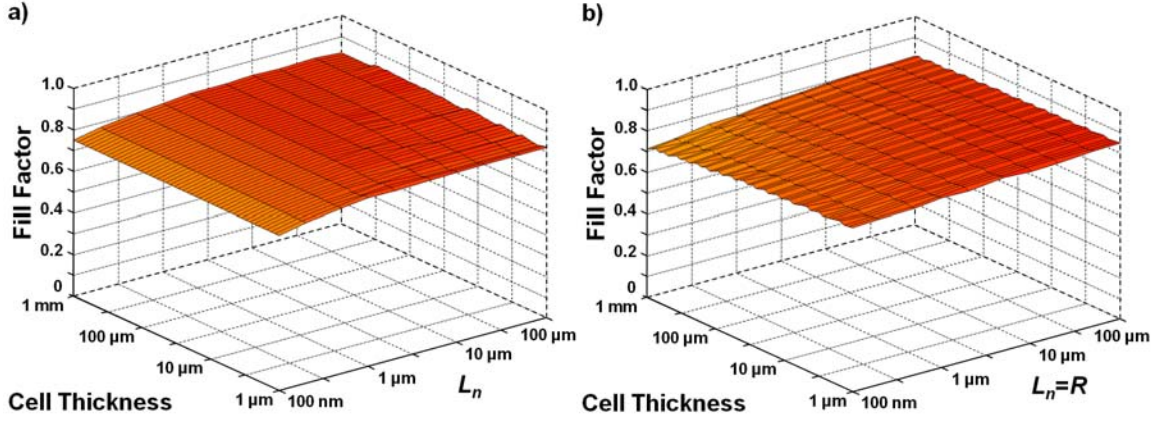 a)
1.0
0.8
0.6
0.4
0.2
0
Fill Factor
1 mm
100 µm
10 µm
1 µm
Cell Thickness
100 nm
1 µm
10 µm
100 µm
Ln
b)
1.0
0.8
0.6
0.4
0.2
0
Fill Factor
1 mm
100 µm
10 µm
1 µm
Cell Thickness
100 nm
1 µm
10 µm
100 µm
Ln=R